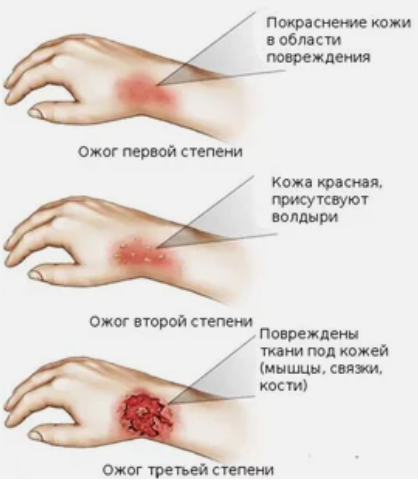 Покраснение кожи
в области
повреждения
Ожог первой степени
Кожа красная,
присутсвуют
волдыри
Ожог второй степени
Повреждены
ткани под кожей
(мышцы, связки,
кости)
Ожог третьей степени